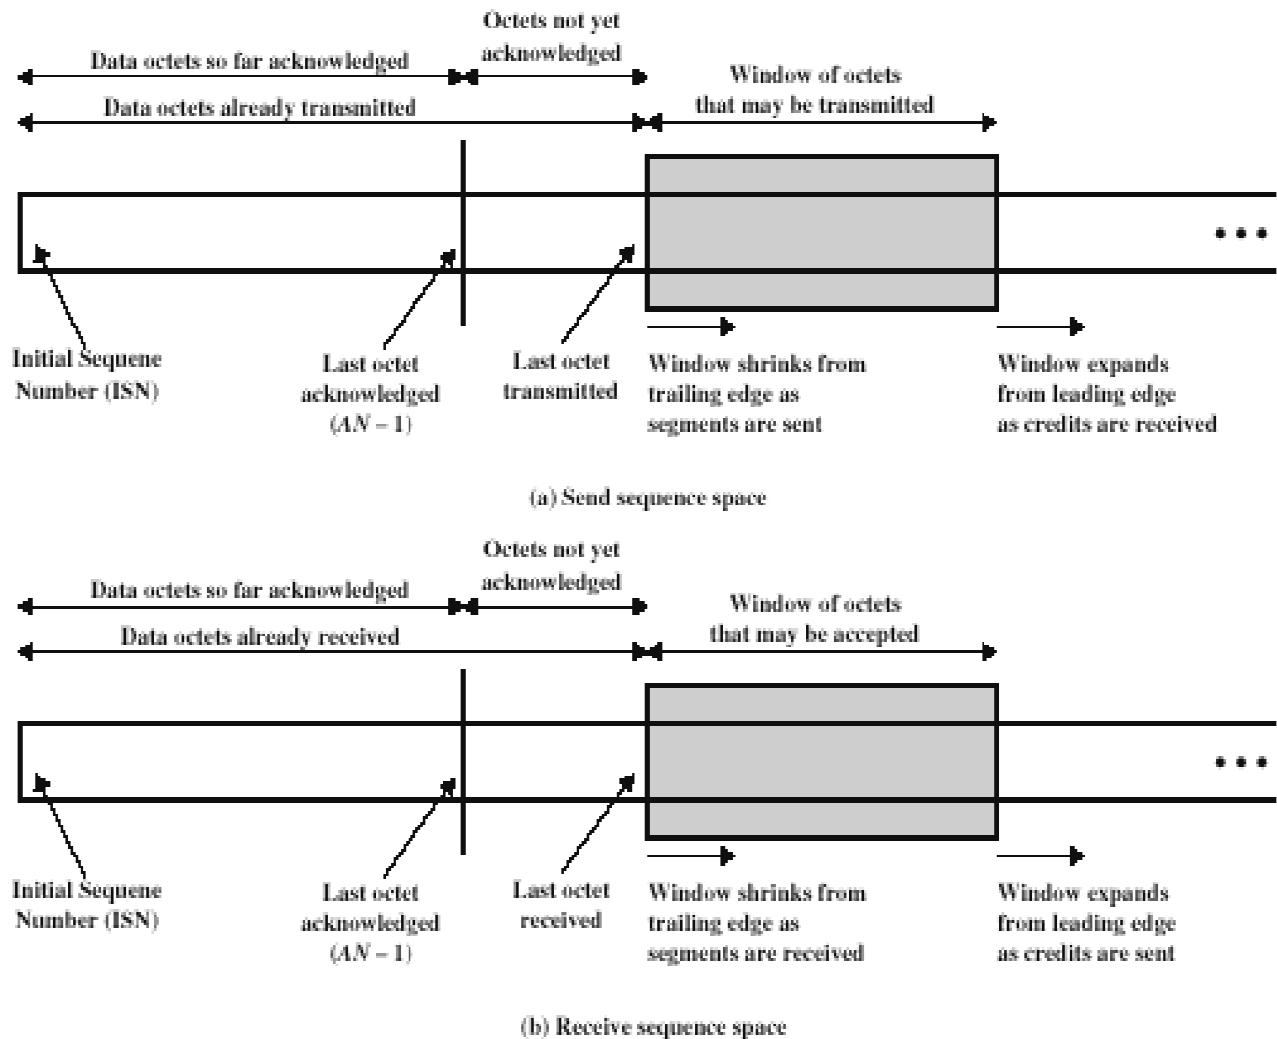 Octets not yet
acknowledged
Data octets so far acknowledged
Window of octets
that may be transmitted
Data octets already transmitted
• • •
Initial Sequene
Number (ISN)
Last octet
acknowledged
(AN – 1)
Last octet
transmitted
Window shrinks from
trailing edge as
segments are sent
Window expands
from leading edge
as credits are received
(a) Send sequence space
Octets not yet
acknowledged
Data octets so far acknowledged
Window of octets
that may be accepted
Data octets already received
• • •
Initial Sequene
Number (ISN)
Last octet
acknowledged
(AN – 1)
Last octet
received
Window shrinks from
trailing edge as
segments are received
Window expands
from leading edge
as credits are sent
(b) Receive sequence space